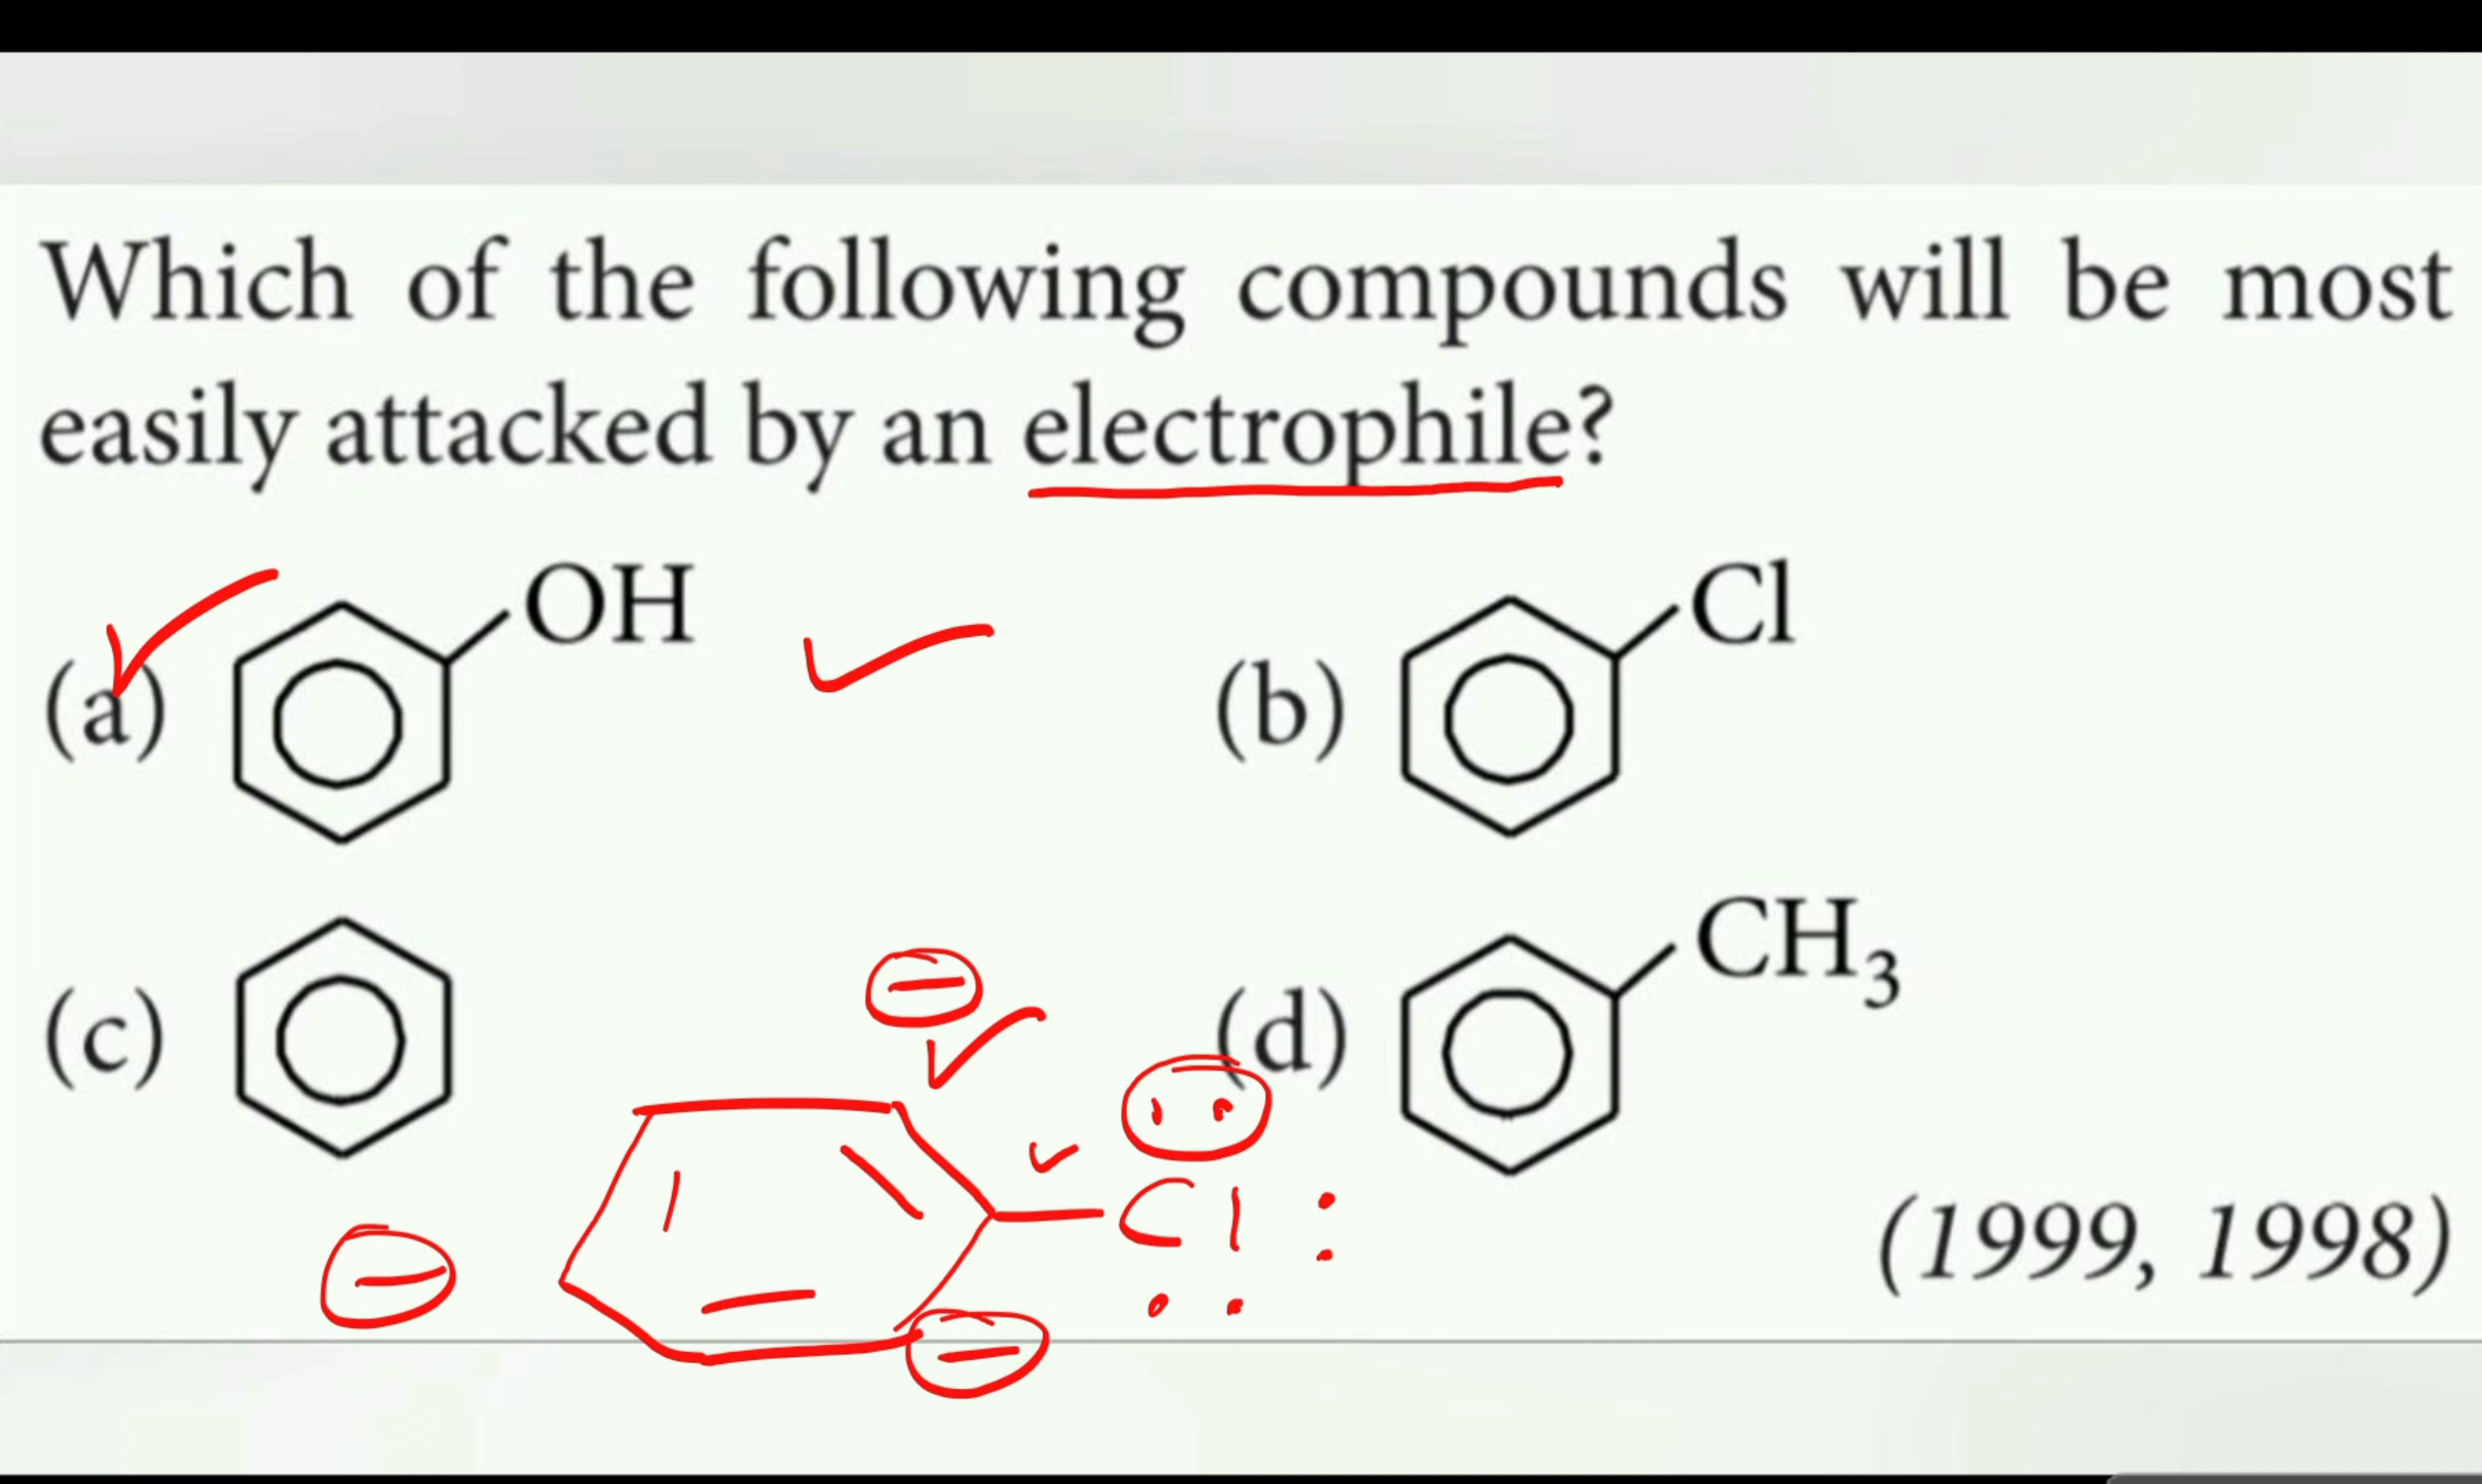 Which of the following compounds will be most
easily attacked by an electrophile?
(a) OH (b) Cl
(c) (d) CH₃
Cl
(1999, 1998)